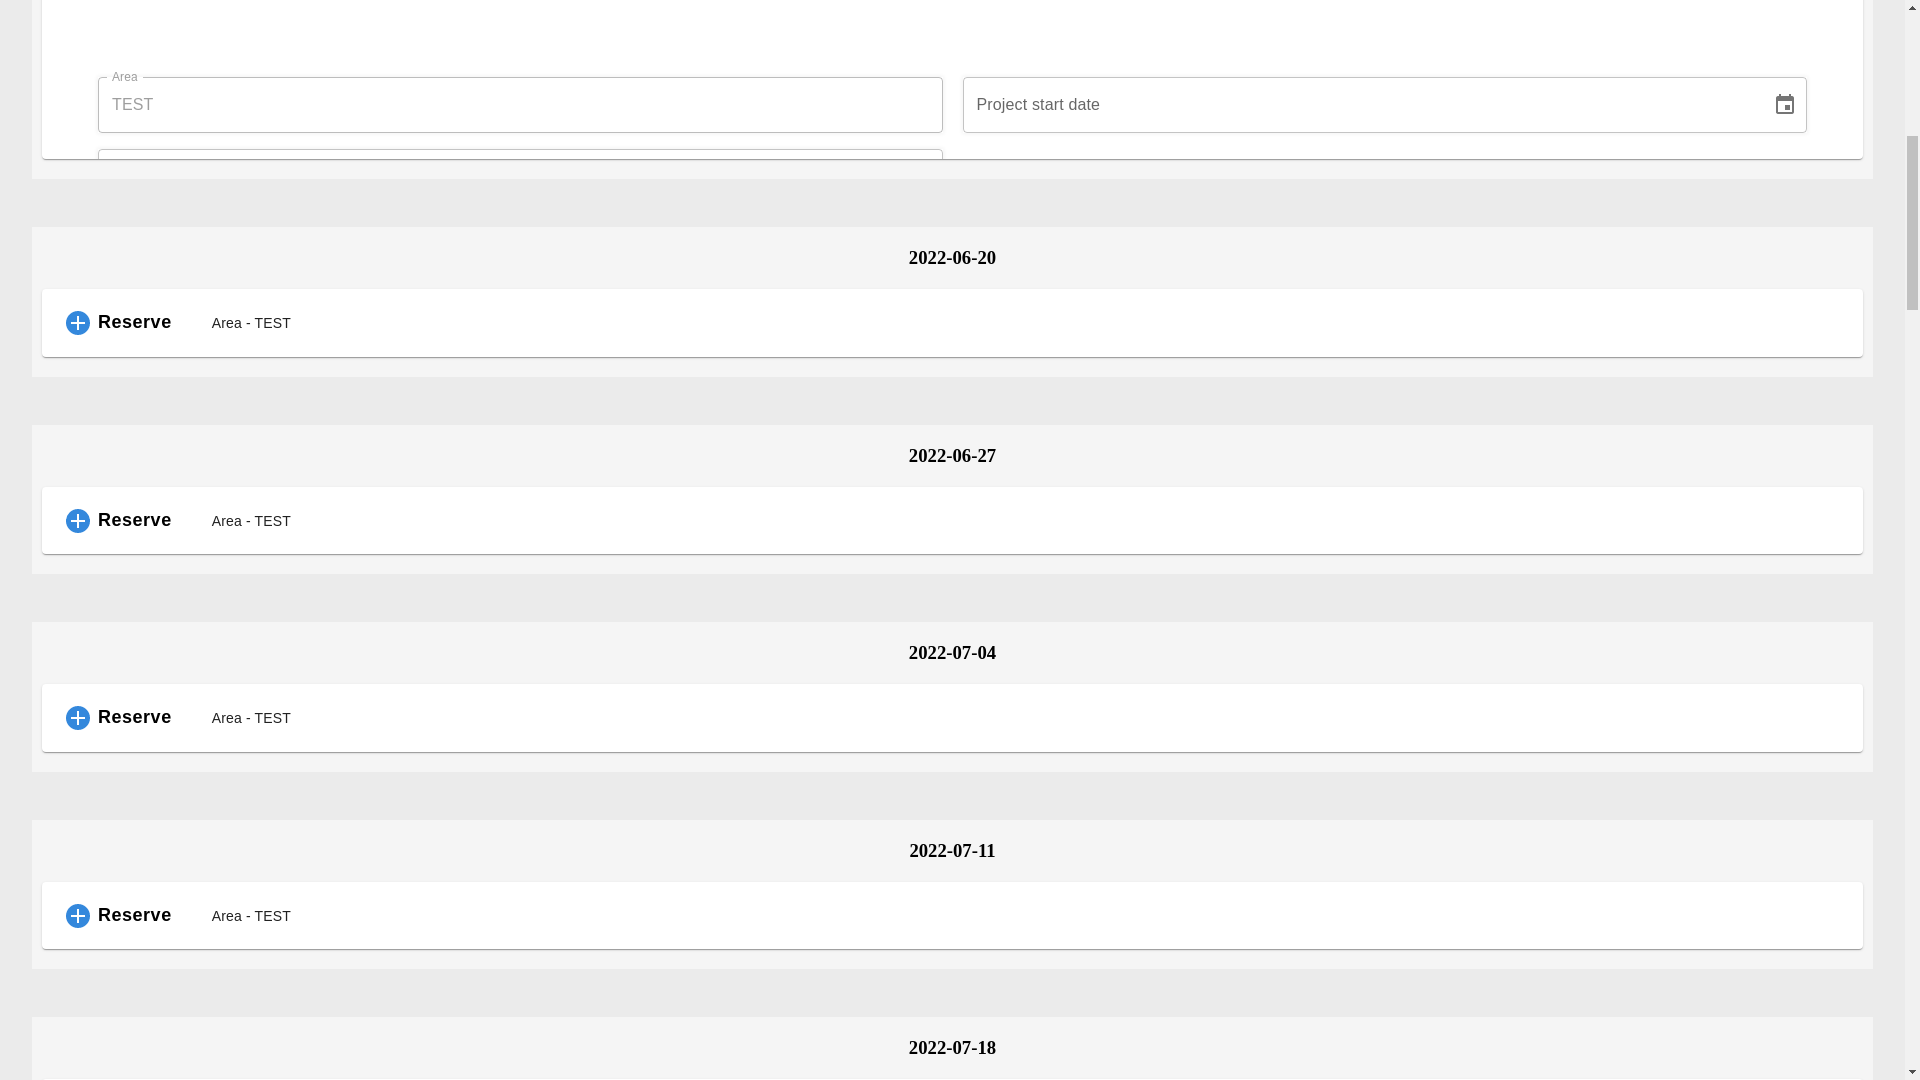 Area
TEST
Project start date
2022-06-20
Reserve
Area - TEST
2022-06-27
Reserve
Area - TEST
2022-07-04
Reserve
Area - TEST
2022-07-11
Reserve
Area - TEST
2022-07-18